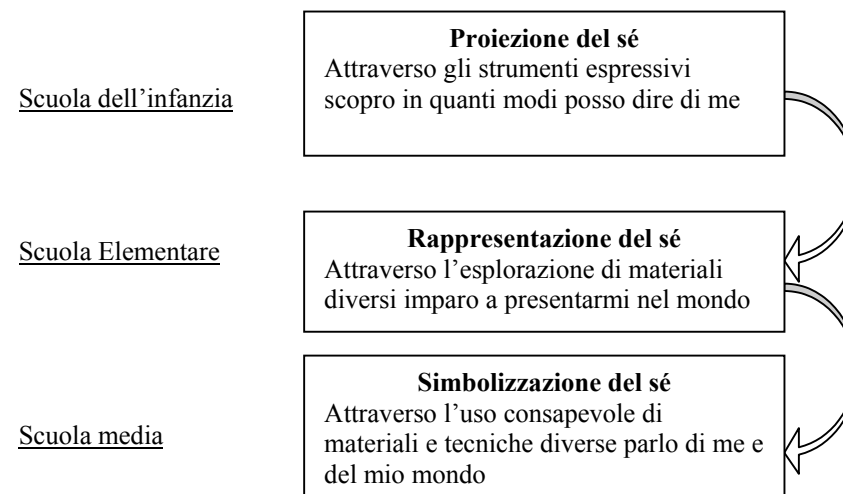 Proiezione del sé
Attraverso gli strumenti espressivi
Scuola dell’infanzia
scopro in quanti modi posso dire di me
Rappresentazione del sé
Scuola Elementare
Attraverso l’esplorazione di materiali
diversi imparo a presentarmi nel mondo
Simbolizzazione del sé
Attraverso l’uso consapevole di
Scuola media
materiali e tecniche diverse parlo di me e
del mio mondo